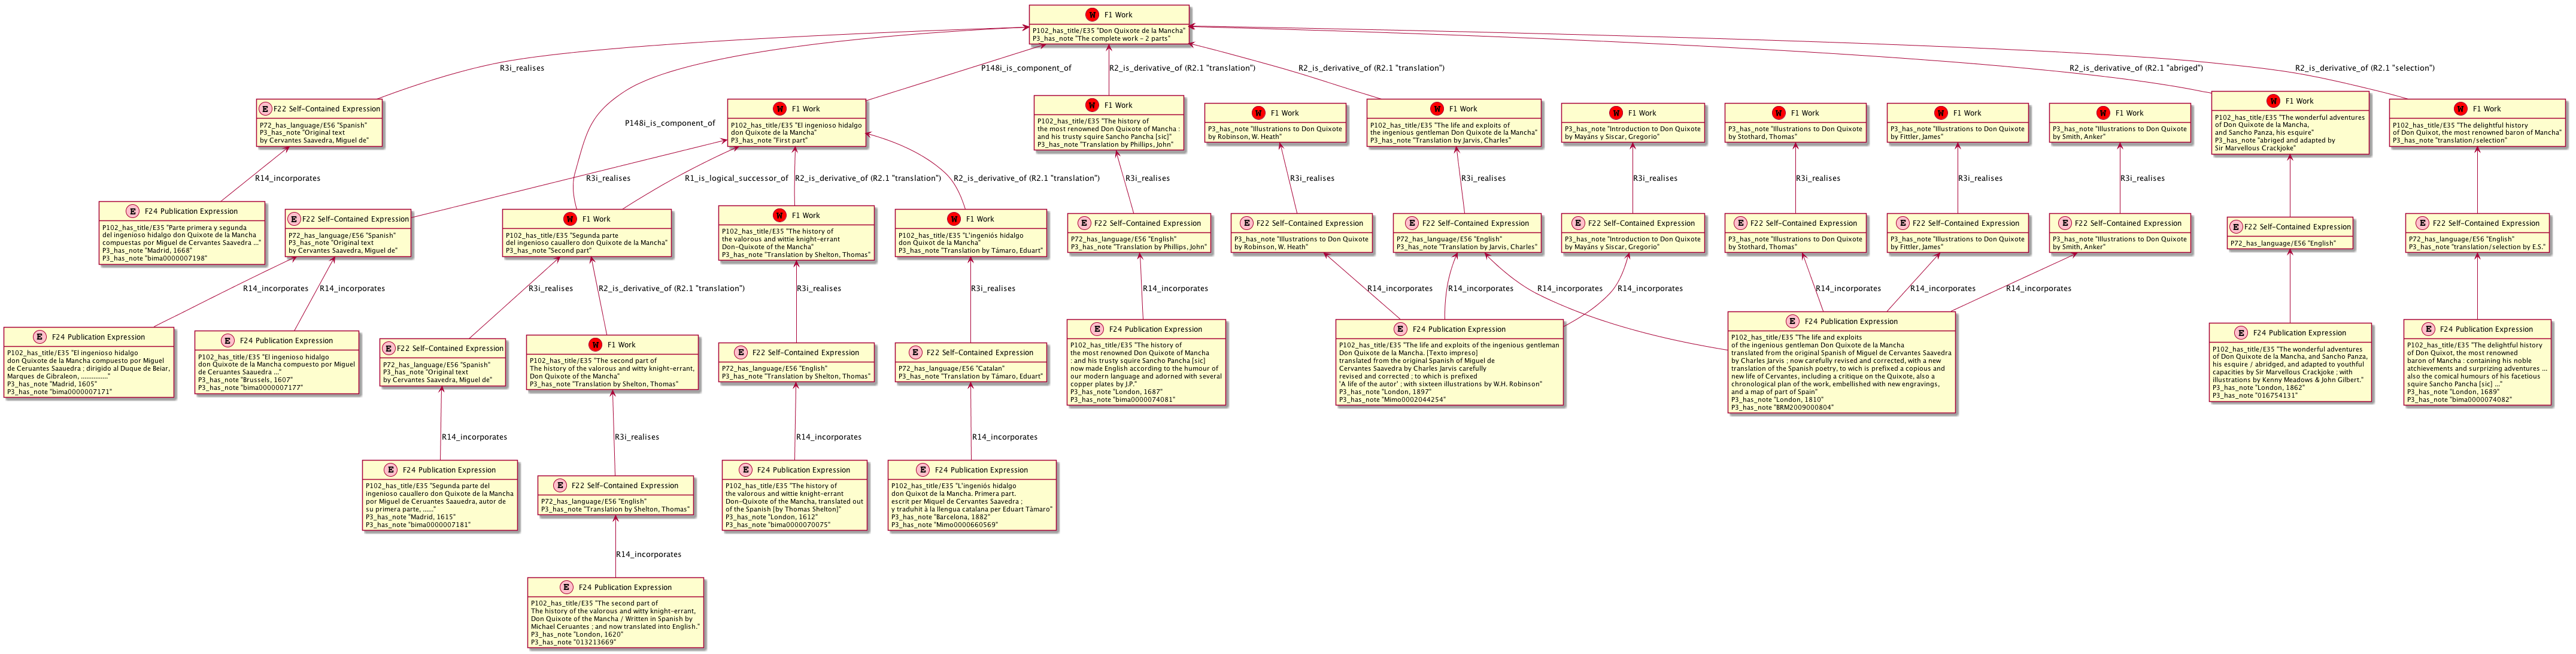 W F1 Work
P102_has_title/E35 "Don Quixote de la Mancha"
P3_has_note "The complete work - 2 parts"
R3i_realises
P148i_is_component_of
R2_is_derivative_of (R2.1 "translation")
R2_is_derivative_of (R2.1 "translation")
R2_is_derivative_of (R2.1 "abriged")
R2_is_derivative_of (R2.1 "selection")
E F22 Self-Contained Expression
P72_has_language/E56 "Spanish"
P3_has_note "Original text
by Cervantes Saavedra, Miguel de"
P148i_is_component_of
W F1 Work
P102_has_title/E35 "El ingenioso hidalgo
don Quixote de la Mancha"
P3_has_note "First part"
W F1 Work
P102_has_title/E35 "The history of
the most renowned Don Quixote of Mancha :
and his trusty squire Sancho Pancha [sic]"
P3_has_note "Translation by Phillips, John"
W F1 Work
P3_has_note "Illustrations to Don Quixote
by Robinson, W. Heath"
W F1 Work
P102_has_title/E35 "The life and exploits of
the ingenious gentleman Don Quixote de la Mancha"
P3_has_note "Translation by Jarvis, Charles"
W F1 Work
P3_has_note "Introduction to Don Quixote
by Mayáns y Siscar, Gregorio"
W F1 Work
P3_has_note "Illustrations to Don Quixote
by Stothard, Thomas"
W F1 Work
P3_has_note "Illustrations to Don Quixote
by Fittler, James"
W F1 Work
P3_has_note "Illustrations to Don Quixote
by Smith, Anker"
W F1 Work
P102_has_title/E35 "The wonderful adventures
of Don Quixote de la Mancha,
and Sancho Panza, his esquire"
P3_has_note "abriged and adapted by
Sir Marvellous Crackjoke"
W F1 Work
P102_has_title/E35 "The delightful history
of Don Quixot, the most renowned baron of Mancha"
P3_has_note "translation/selection"
R14_incorporates
R3i_realises
R1_is_logical_successor_of
R2_is_derivative_of (R2.1 "translation")
R2_is_derivative_of (R2.1 "translation")
R3i_realises
R3i_realises
R3i_realises
R3i_realises
R3i_realises
R3i_realises
R3i_realises
E F24 Publication Expression
P102_has_title/E35 "Parte primera y segunda
del ingenioso hidalgo don Quixote de la Mancha
compuestas por Miguel de Cervantes Saavedra ..."
P3_has_note "Madrid, 1668"
P3_has_note "bima0000007198"
E F22 Self-Contained Expression
P72_has_language/E56 "Spanish"
P3_has_note "Original text
by Cervantes Saavedra, Miguel de"
W F1 Work
P102_has_title/E35 "Segunda parte
del ingenioso cauallero don Quixote de la Mancha"
P3_has_note "Second part"
W F1 Work
P102_has_title/E35 "The history of
the valorous and wittie knight-errant
Don-Quixote of the Mancha"
P3_has_note "Translation by Shelton, Thomas"
W F1 Work
P102_has_title/E35 "L'ingeniós hidalgo
don Quixot de la Mancha"
P3_has_note "Translation by Támaro, Eduart"
E F22 Self-Contained Expression
P72_has_language/E56 "English"
P3_has_note "Translation by Phillips, John"
E F22 Self-Contained Expression
P3_has_note "Illustrations to Don Quixote
by Robinson, W. Heath"
E F22 Self-Contained Expression
P72_has_language/E56 "English"
P3_has_note "Translation by Jarvis, Charles"
E F22 Self-Contained Expression
P3_has_note "Introduction to Don Quixote
by Mayáns y Siscar, Gregorio"
E F22 Self-Contained Expression
P3_has_note "Illustrations to Don Quixote
by Stothard, Thomas"
E F22 Self-Contained Expression
P3_has_note "Illustrations to Don Quixote
by Fittler, James"
E F22 Self-Contained Expression
P3_has_note "Illustrations to Don Quixote
by Smith, Anker"
E F22 Self-Contained Expression
P72_has_language/E56 "English"
E F22 Self-Contained Expression
P72_has_language/E56 "English"
P3_has_note "translation/selection by E.S."
R14_incorporates
R14_incorporates
R3i_realises
R2_is_derivative_of (R2.1 "translation")
R3i_realises
R3i_realises
R14_incorporates
R14_incorporates
R14_incorporates
R14_incorporates
R14_incorporates
R14_incorporates
R14_incorporates
R14_incorporates
E F24 Publication Expression
P102_has_title/E35 "El ingenioso hidalgo
don Quixote de la Mancha compuesto por Miguel
de Cervantes Saavedra ; dirigido al Duque de Beiar,
Marques de Gibraleon, ..............."
P3_has_note "Madrid, 1605"
P3_has_note "bima0000007171"
E F24 Publication Expression
P102_has_title/E35 "El ingenioso hidalgo
don Quixote de la Mancha compuesto por Miguel
de Cervantes Saavedra ..."
P3_has_note "Brussels, 1607"
P3_has_note "bima0000007177"
E F22 Self-Contained Expression
P72_has_language/E56 "Spanish"
P3_has_note "Original text
by Cervantes Saavedra, Miguel de"
W F1 Work
P102_has_title/E35 "The second part of
The history of the valorous and witty knight-errant,
Don Quixote of the Mancha"
P3_has_note "Translation by Shelton, Thomas"
E F22 Self-Contained Expression
P72_has_language/E56 "English"
P3_has_note "Translation by Shelton, Thomas"
E F22 Self-Contained Expression
P72_has_language/E56 "Catalan"
P3_has_note "Translation by Támaro, Eduart"
E F24 Publication Expression
P102_has_title/E35 "The history of
the most renowned Don Quixote of Mancha
: and his trusty squire Sancho Pancha [sic]
now made English according to the humour of
our modern language and adorned with several
copper plates by J.P."
P3_has_note "London, 1687"
P3_has_note "bima0000074081"
E F24 Publication Expression
P102_has_title/E35 "The life and exploits of the ingenious gentleman
Don Quixote de la Mancha. [Texto impreso]
translated from the original Spanish of Miguel de
Cervantes Saavedra by Charles Jarvis carefully
revised and corrected ; to which is prefixed
'A life of the autor' ; with sixteen illustrations by W.H. Robinson"
P3_has_note "London, 1897"
P3_has_note "Mimo0002044254"
E F24 Publication Expression
P102_has_title/E35 "The life and exploits
of the ingenious gentleman Don Quixote de la Mancha
translated from the original Spanish of Miguel de Cervantes Saavedra
by Charles Jarvis ; now carefully revised and corrected, with a new
translation of the Spanish poetry, to wich is prefixed a copious and
new life of Cervantes, including a critique on the Quixote, also a
chronological plan of the work, embellished with new engravings,
and a map of part of Spain"
P3_has_note "London, 1810"
P3_has_note "BRM2009000804"
E F24 Publication Expression
P102_has_title/E35 "The wonderful adventures
of Don Quixote de la Mancha, and Sancho Panza,
his esquire / abridged, and adapted to youthful
capacities by Sir Marvellous Crackjoke ; with
illustrations by Kenny Meadows & John Gilbert."
P3_has_note "London, 1862"
P3_has_note "016754131"
E F24 Publication Expression
P102_has_title/E35 "The delightful history
of Don Quixot, the most renowned
baron of Mancha : containing his noble
atchievements and surprizing adventures ...
also the comical humours of his facetious
squire Sancho Panca [sic] ..."
P3_has_note "London, 1689"
P3_has_note "bima0000074082"
R14_incorporates
R3i_realises
R14_incorporates
R14_incorporates
E F24 Publication Expression
P102_has_title/E35 "Segunda parte del
ingenioso cauallero don Quixote de la Mancha
por Miguel de Ceruantes Saauedra, autor de
su primera parte, ......"
P3_has_note "Madrid, 1615"
P3_has_note "bima0000007181"
E F22 Self-Contained Expression
P72_has_language/E56 "English"
P3_has_note "Translation by Shelton, Thomas"
E F24 Publication Expression
P102_has_title/E35 "The history of
the valorous and wittie knight-errant
Don-Quixote of the Mancha, translated out
of the Spanish [by Thomas Shelton]"
P3_has_note "London, 1612"
P3_has_note "bima0000070075"
E F24 Publication Expression
P102_has_title/E35 "L'ingeniós hidalgo
don Quixot de la Mancha. Primera part.
escrit per Miquel de Cervantes Saavedra ;
y traduhit à la llengua catalana per Eduart Támaro"
P3_has_note "Barcelona, 1882"
P3_has_note "Mimo0000660569"
R14_incorporates
E F24 Publication Expression
P102_has_title/E35 "The second part of
The history of the valorous and witty knight-errant,
Don Quixote of the Mancha / Written in Spanish by
Michael Ceruantes ; and now translated into English."
P3_has_note "London, 1620"
P3_has_note "013213669"